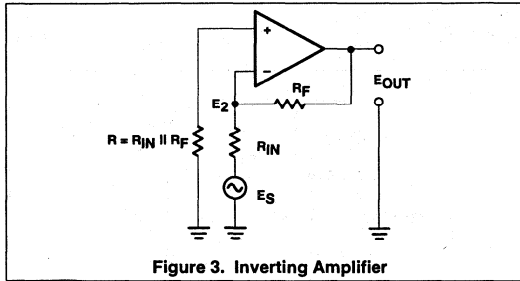 +
−
RF
EOUT
E2
R = RIN || RF
RIN
ES
Figure 3. Inverting Amplifier